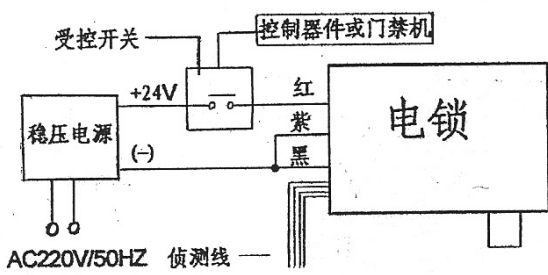 控制器件或门禁机
受控开关
+24V
红
稳压电源
紫
电锁
(-)
黑
AC220V/50HZ
侦测线